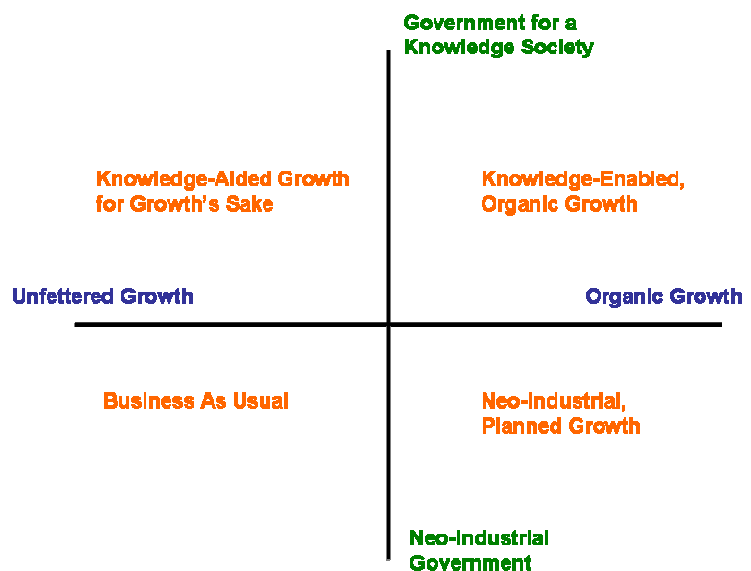 Government for a
Knowledge Society
Knowledge-Aided Growth
for Growth's Sake
Knowledge-Enabled,
Organic Growth
Unfettered Growth
Organic Growth
Business As Usual
Neo-Industrial,
Planned Growth
Neo-Industrial
Government